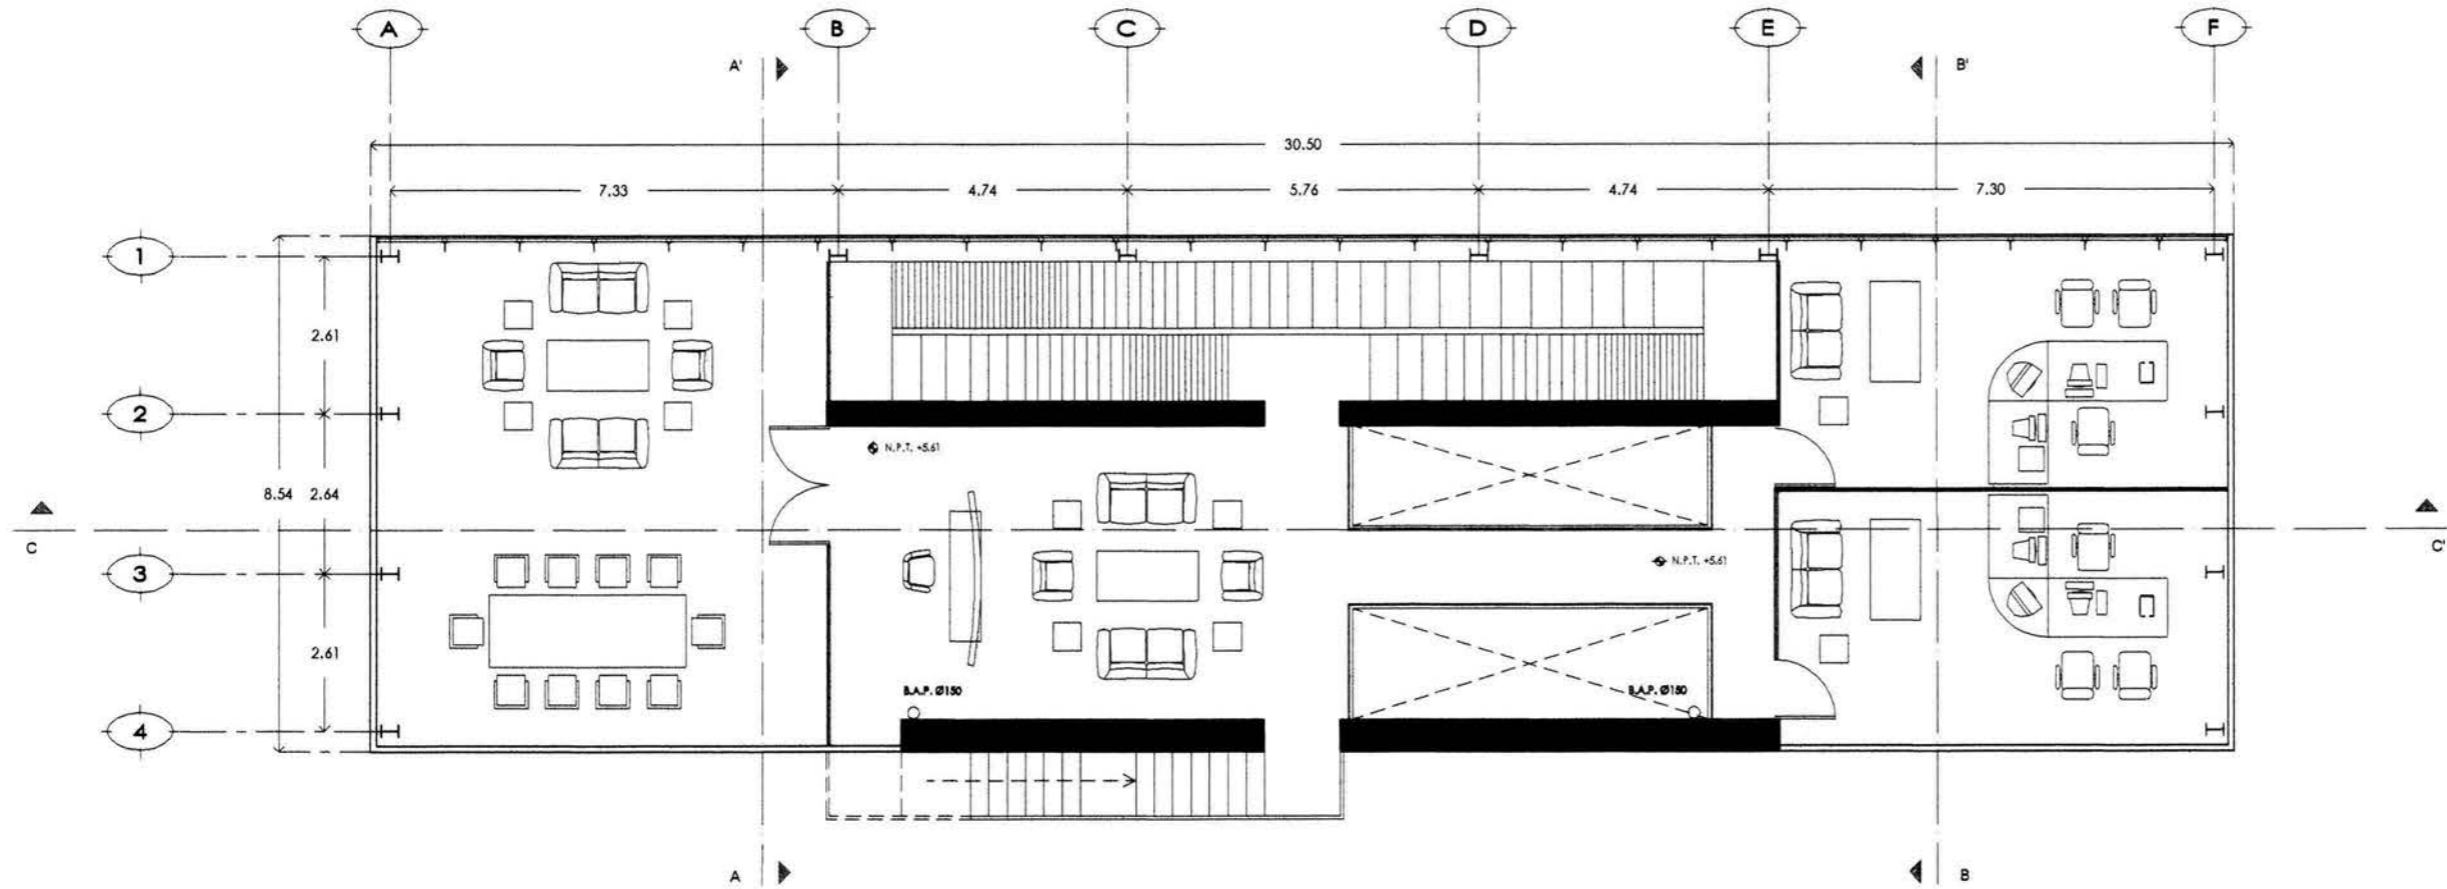 A B C D E F
A' B'
30.50
7.33 4.74 5.76 4.74 7.30
1
2.61
2
N.P.T. +5.61
8.54 2.64
C C'
3
N.P.T. +5.61
2.61
B.A.P. Ø150 B.A.P. Ø150
4
A B